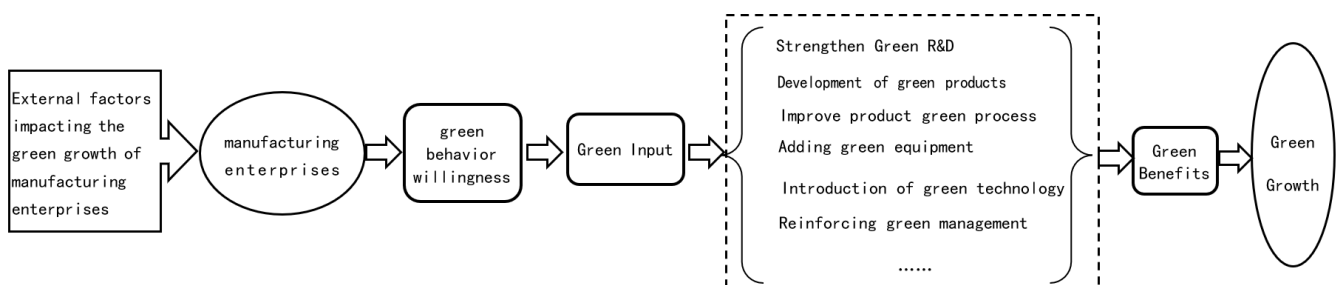 External factors
impacting the
green growth of
manufacturing
enterprises
manufacturing
enterprises
green
behavior
willingness
Green Input
Strengthen Green R&D
Development of green products
Improve product green process
Adding green equipment
Introduction of green technology
Reinforcing green management
……
Green
Benefits
Green
Growth